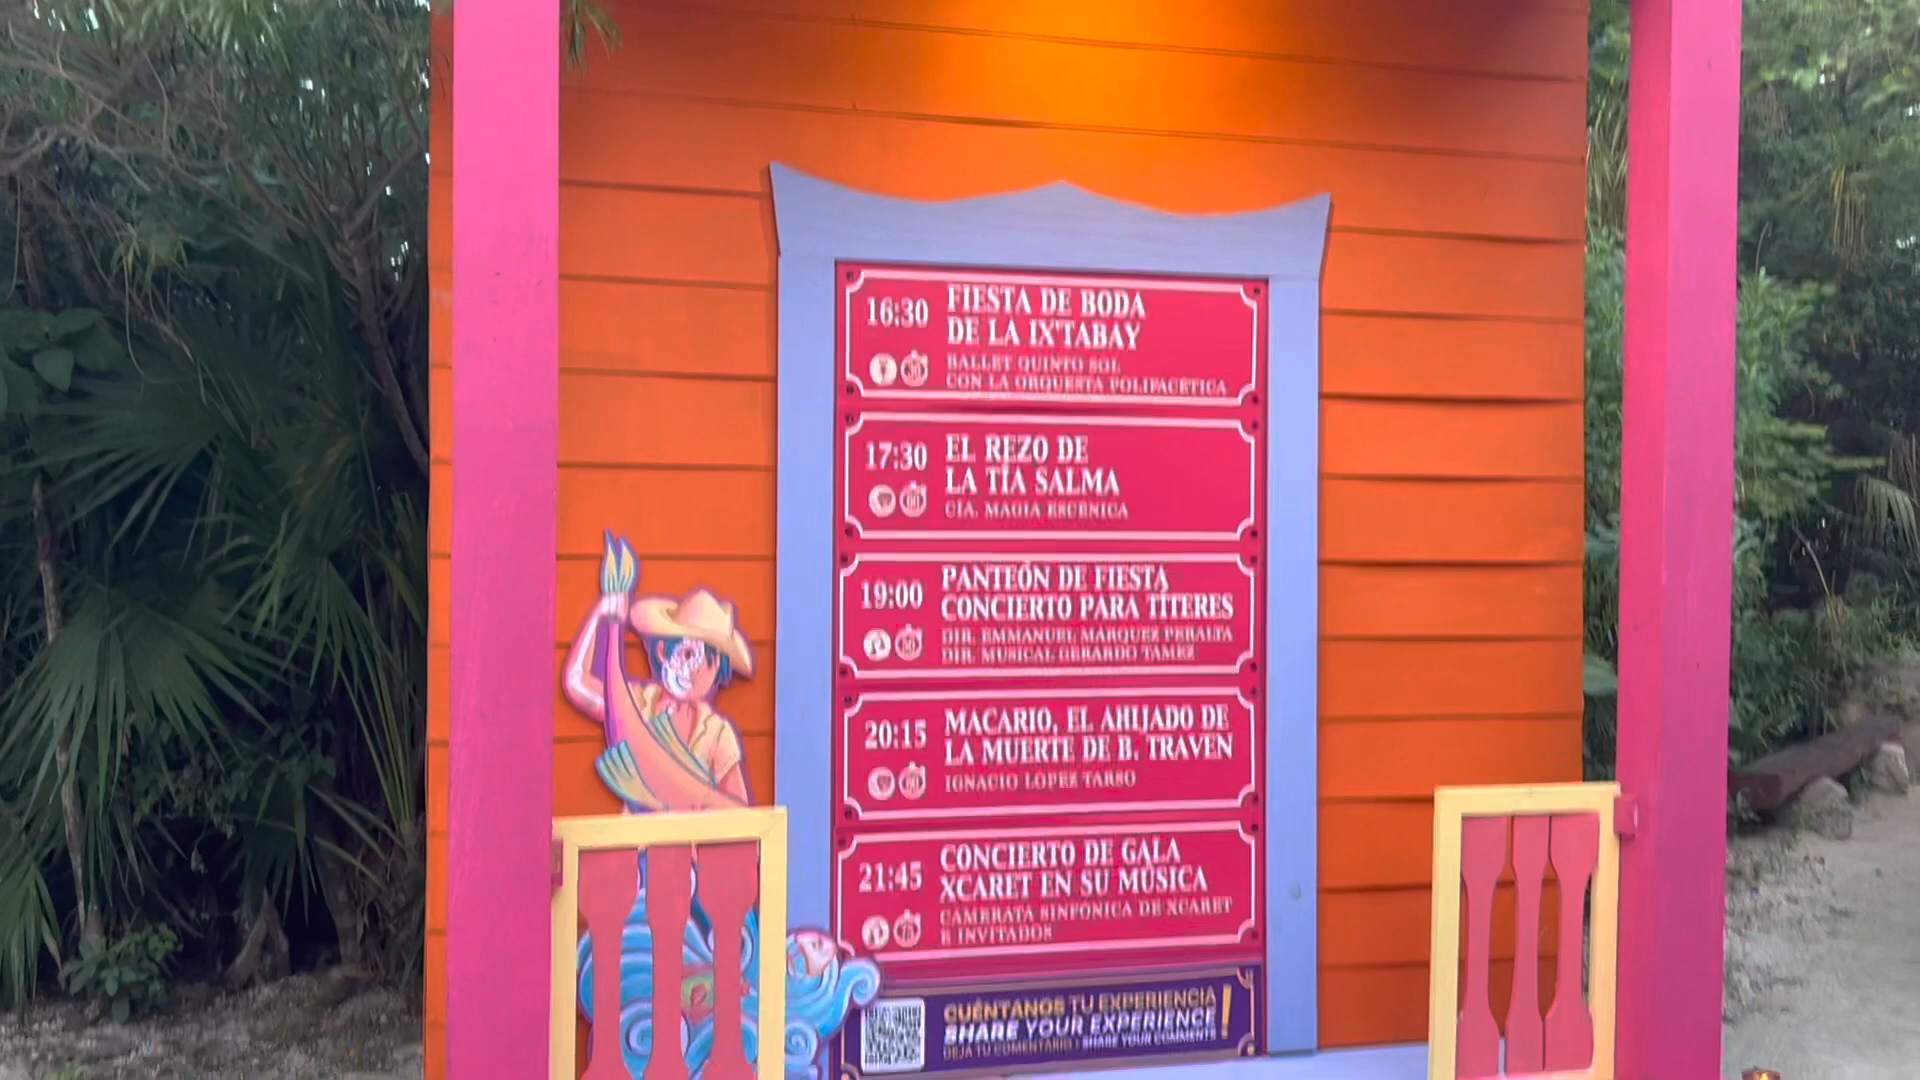 16:30 FIESTA DE BODA
DE LA IX'TABAY
BALLET QUINTO SOL
CON LA ORQUESTA POLIFACÉTICA
17:30 EL REZO DE
LA TÍA SALMA
CÍA. MAGIA ESCÉNICA
19:00 PANTEÓN DE FIESTA
CONCIERTO PARA TÍTERES
DIR. EMMANUEL MÁRQUEZ PERALTA
DIR. MUSICAL GERARDO TAMEZ
20:15 MACARIO, EL AHIJADO DE
LA MUERTE DE B. TRAVEN
IGNACIO LÓPEZ TARSO
21:45 CONCIERTO DE GALA
XCARET EN SU MÚSICA
CAMERATA SINFÓNICA DE XCARET
E INVITADOS
CUÉNTANOS TU EXPERIENCIA
SHARE YOUR EXPERIENCE!
DEJA TU COMENTARIO / SHARE YOUR COMMENTS